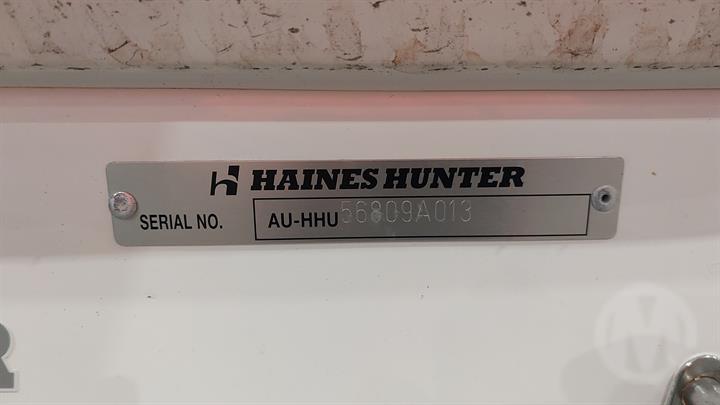 HAINES HUNTER
SERIAL NO. AU-HHU56809A013
R